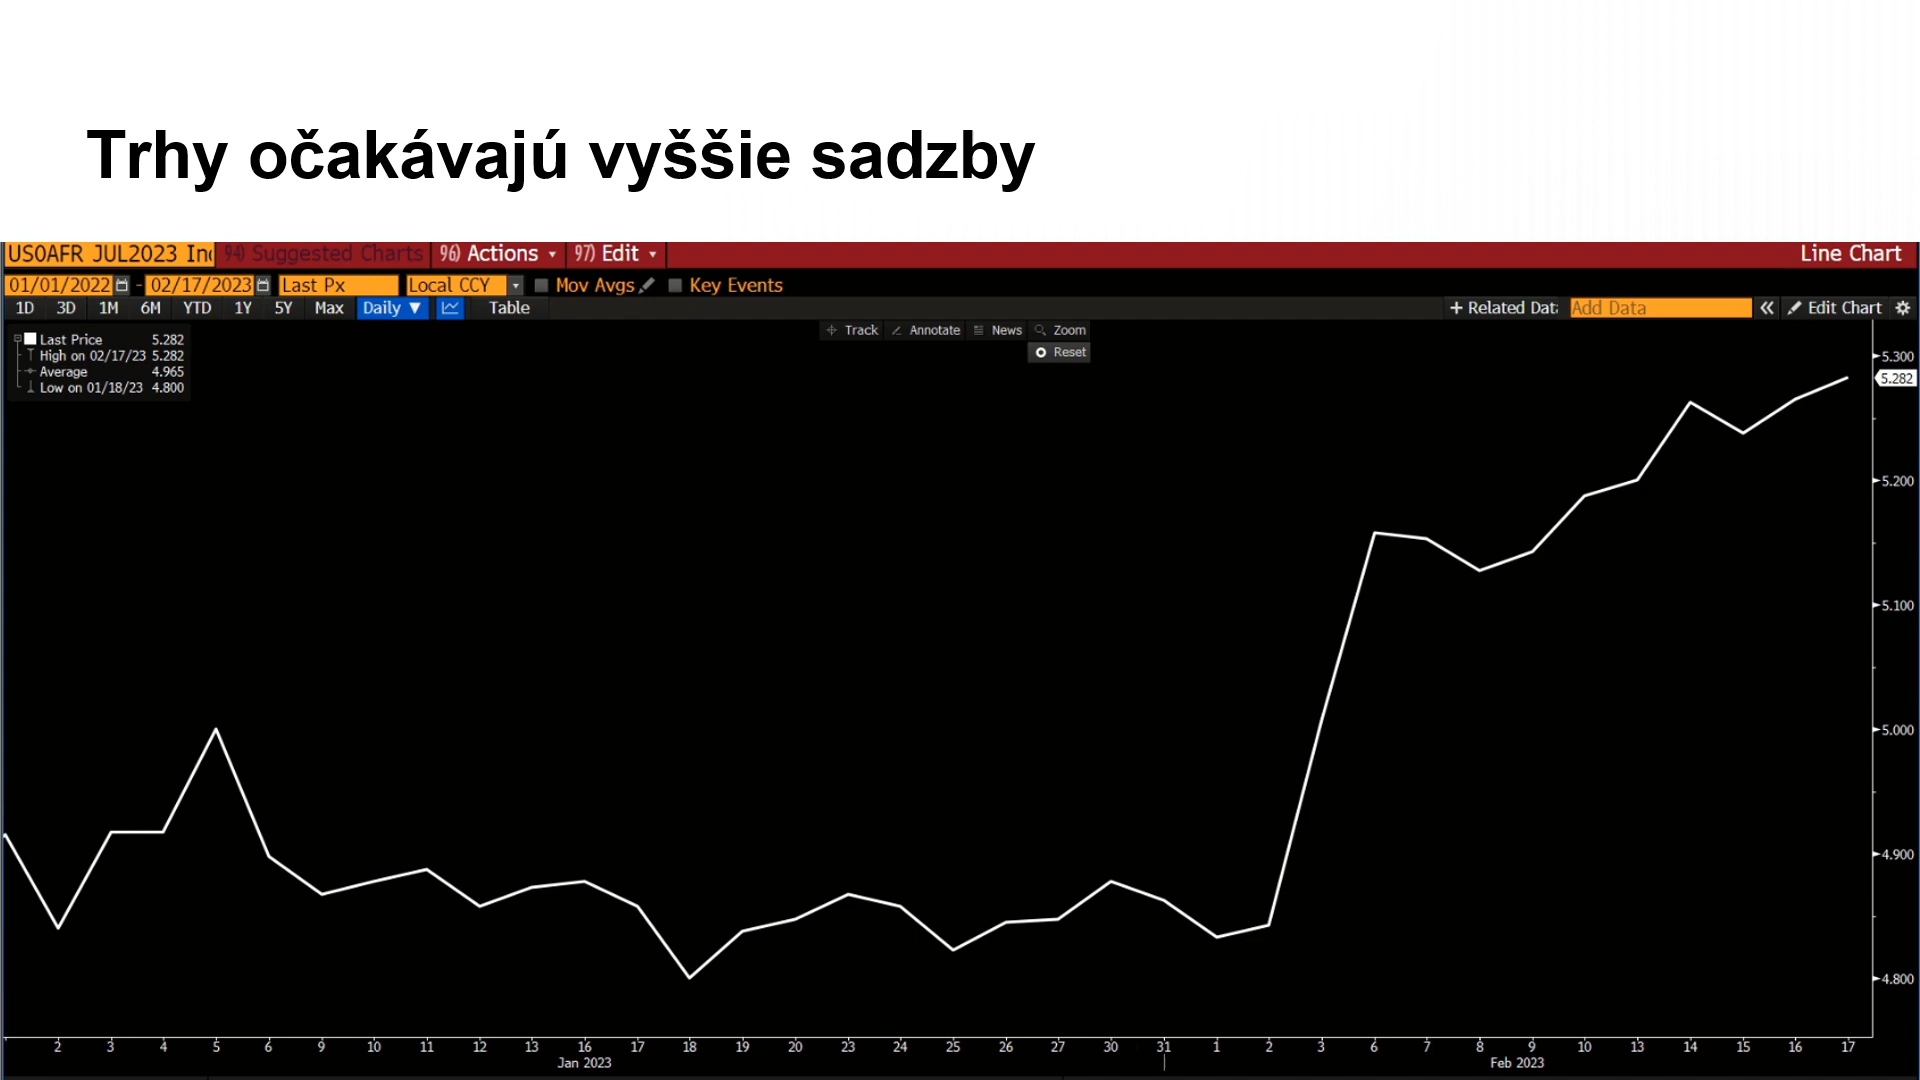 Trhy očakávajú vyššie sadzby
US0AFR JUL2023 In 94) Suggested Charts 96) Actions 97) Edit Line Chart
01/01/2022 - 02/17/2023 Last Px Local CCY Mov Avgs Key Events
1D 3D 1M 6M YTD 1Y 5Y Max Daily ▼ Table + Related Dat Add Data « Edit Chart
Track Annotate News Zoom
Reset
Last Price 5.282
High on 02/17/23 5.282
Average 4.965
Low on 01/18/23 4.800
5.300
5.282
5.200
5.100
5.000
4.900
4.800
2 3 4 5 6 9 10 11 12 13 16 17 18 19 20 23 24 25 26 27 30 31 1 2 3 6 7 8 9 10 13 14 15 16 17
Jan 2023 Feb 2023